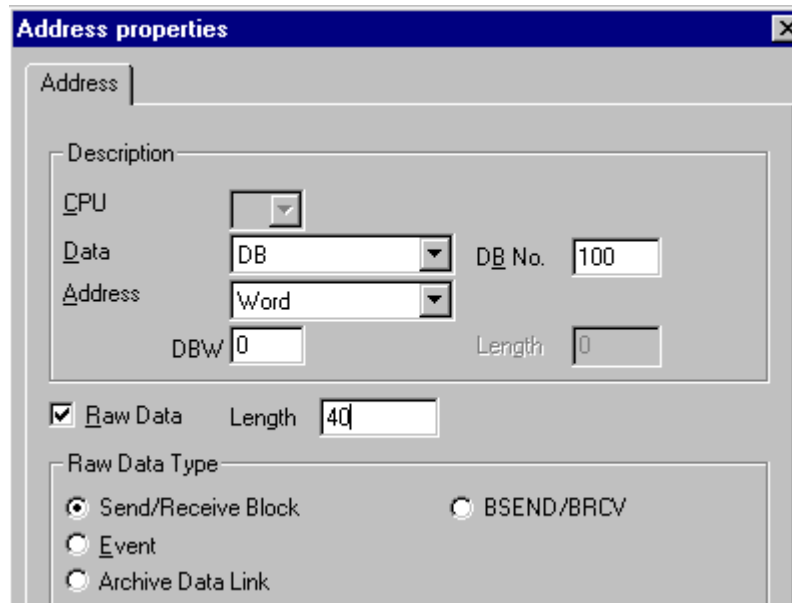 Address properties
Address
Description
CPU
Data DB DB No. 100
Address Word
DBW 0 Length 0
Raw Data Length 40
Raw Data Type
Send/Receive Block BSEND/BRCV
Event
Archive Data Link